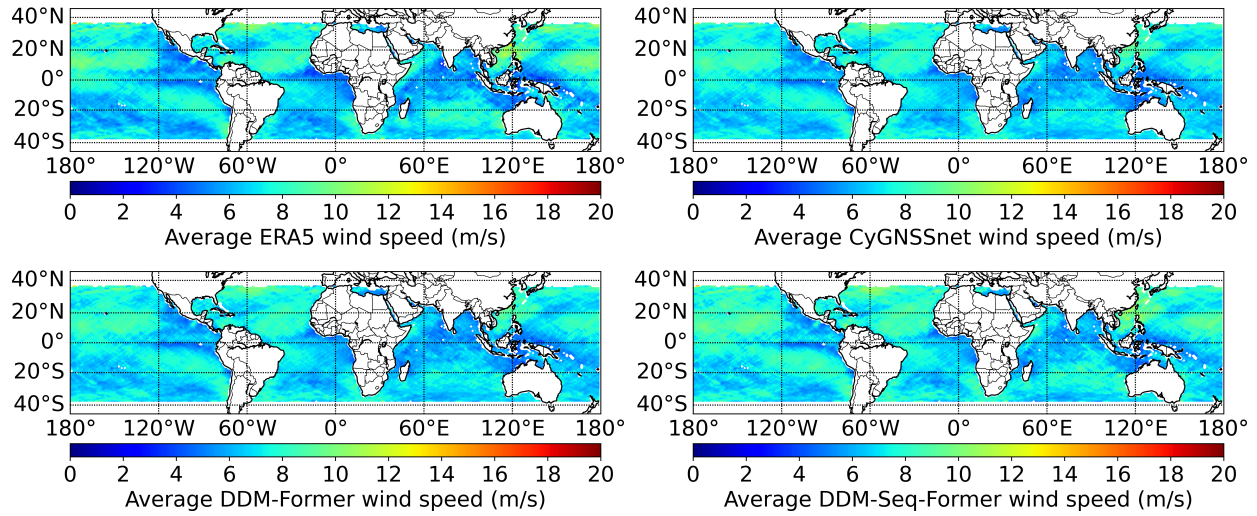 40°N
20°N
0°
20°S
40°S
180° 120°W 60°W 0° 60°E 120°E 180°
0 2 4 6 8 10 12 14 16 18 20
Average ERA5 wind speed (m/s)
40°N
20°N
0°
20°S
40°S
180° 120°W 60°W 0° 60°E 120°E 180°
0 2 4 6 8 10 12 14 16 18 20
Average CyGNSSnet wind speed (m/s)
40°N
20°N
0°
20°S
40°S
180° 120°W 60°W 0° 60°E 120°E 180°
0 2 4 6 8 10 12 14 16 18 20
Average DDM-Former wind speed (m/s)
40°N
20°N
0°
20°S
40°S
180° 120°W 60°W 0° 60°E 120°E 180°
0 2 4 6 8 10 12 14 16 18 20
Average DDM-Seq-Former wind speed (m/s)